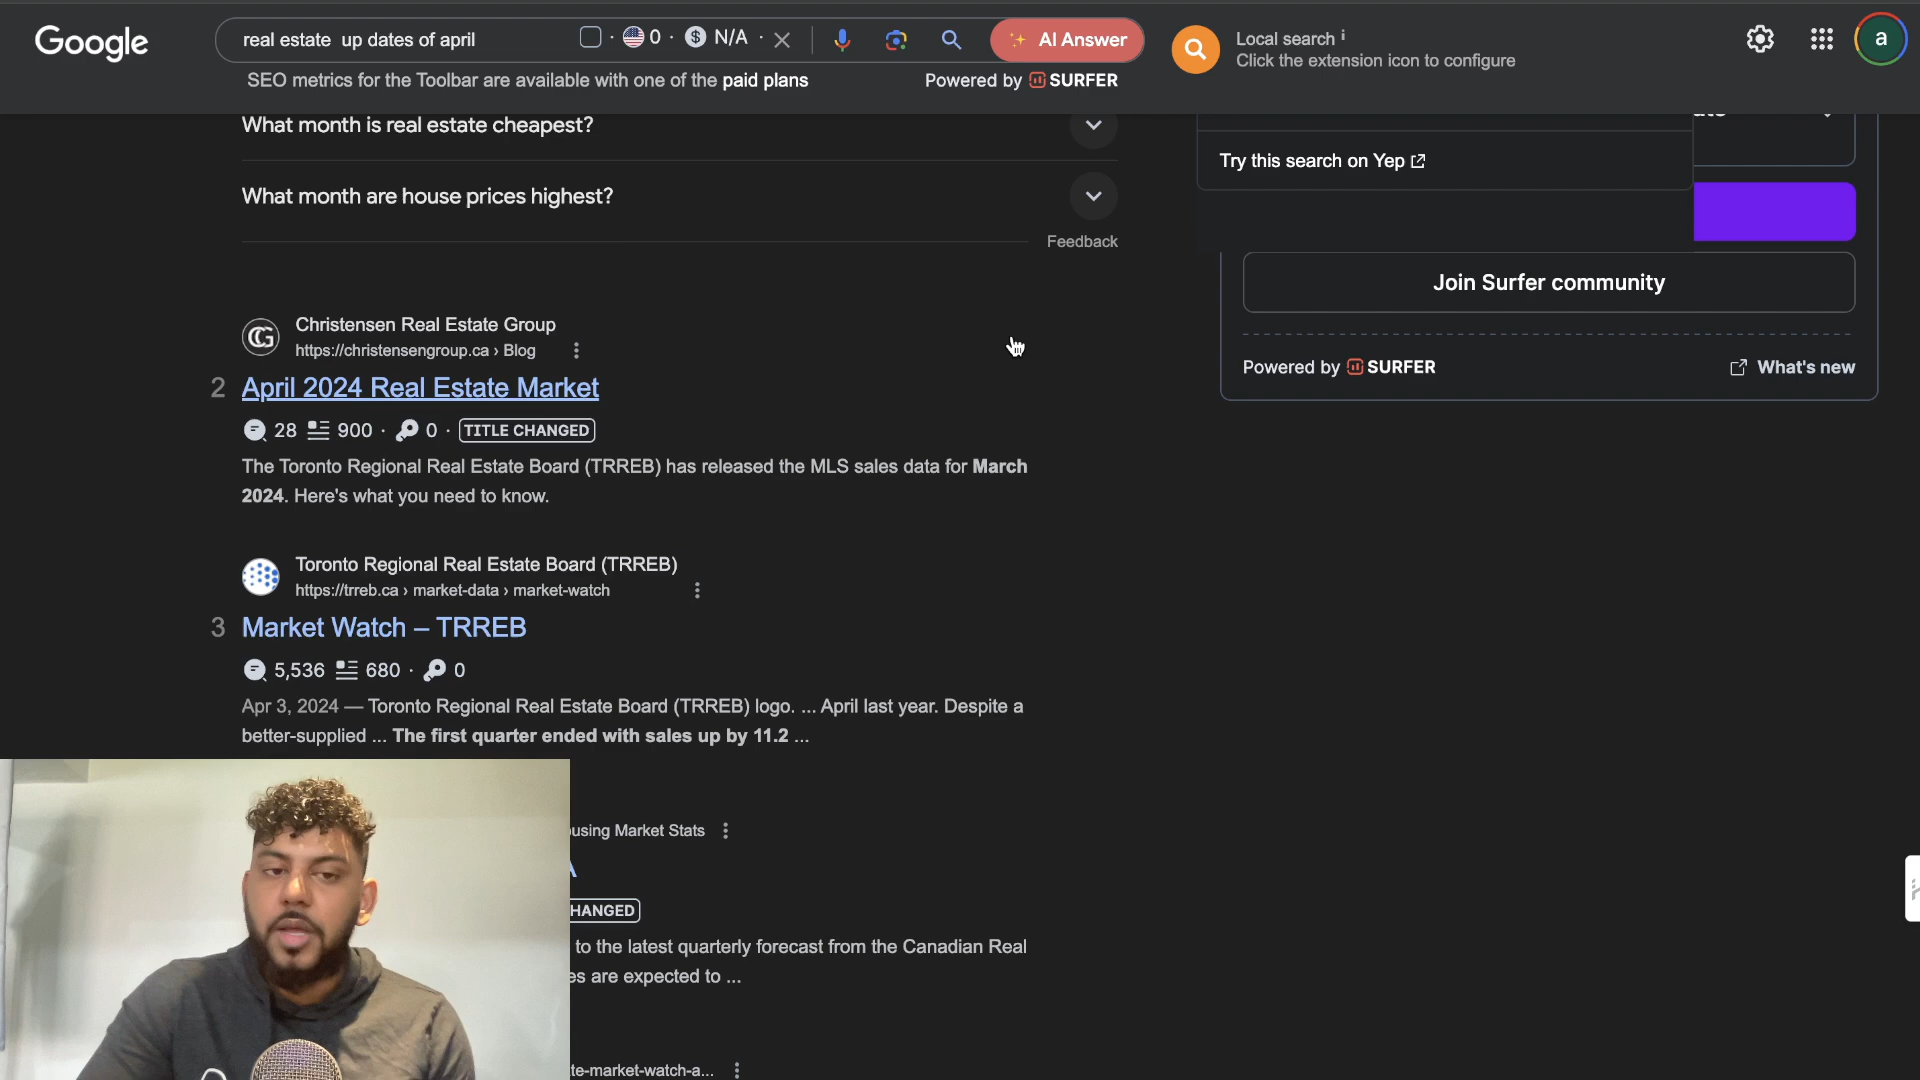 Google
real estate up dates of april
0 · N/A ·
AI Answer
SEO metrics for the Toolbar are available with one of the paid plans
Powered by SURFER
Local search i
Click the extension icon to configure
a
What month is real estate cheapest?
What month are house prices highest?
Feedback
Try this search on Yep
Join Surfer community
Powered by SURFER
What's new
Christensen Real Estate Group
https://christensengroup.ca › Blog
2 April 2024 Real Estate Market
28 900 · 0 · TITLE CHANGED
The Toronto Regional Real Estate Board (TRREB) has released the MLS sales data for March
2024. Here's what you need to know.
Toronto Regional Real Estate Board (TRREB)
https://trreb.ca › market-data › market-watch
3 Market Watch – TRREB
5,536 680 · 0
Apr 3, 2024 — Toronto Regional Real Estate Board (TRREB) logo. ... April last year. Despite a
better-supplied ... The first quarter ended with sales up by 11.2 ...
using Market Stats
A
HANGED
to the latest quarterly forecast from the Canadian Real
es are expected to ...
te-market-watch-a...